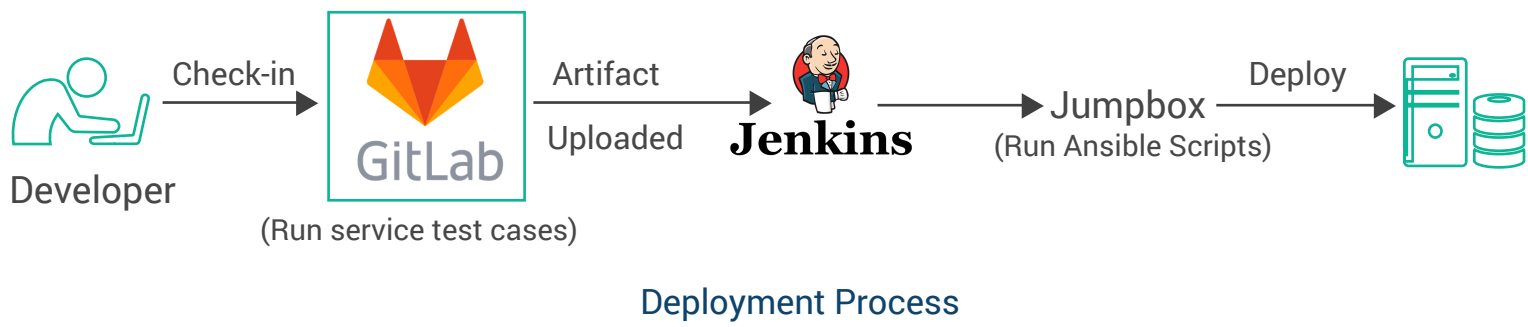 Check-in
Artifact
Uploaded
Deploy
GitLab
Jenkins
Jumpbox
(Run Ansible Scripts)
Developer
(Run service test cases)
Deployment Process